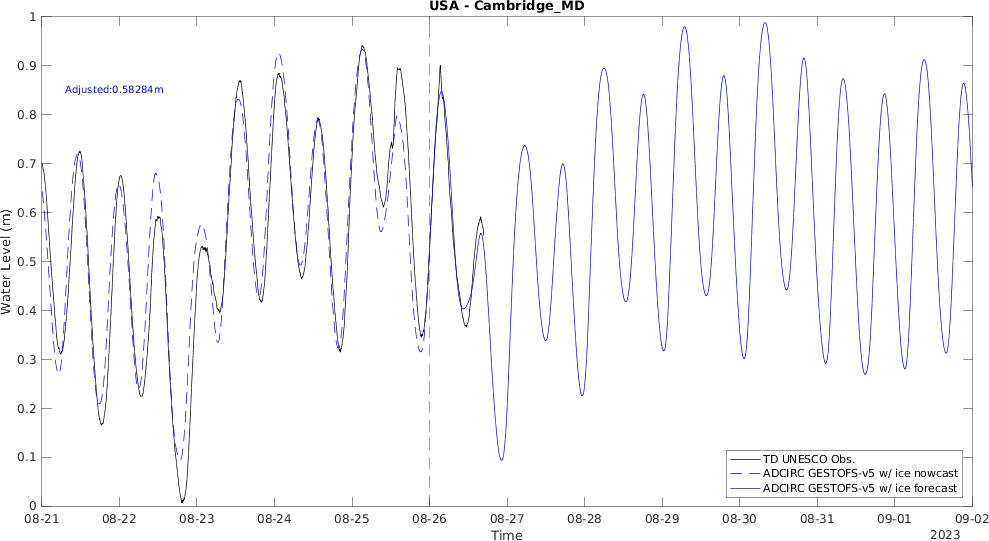 USA - Cambridge_MD
1
0.9
0.8
0.7
0.6
0.5
0.4
0.3
0.2
0.1
0
Water Level (m)
Adjusted:0.58284m
TD UNESCO Obs.
ADCIRC GESTOFS-v5 w/ ice nowcast
ADCIRC GESTOFS-v5 w/ ice forecast
08-21 08-22 08-23 08-24 08-25 08-26 08-27 08-28 08-29 08-30 08-31 09-01 09-02
Time
2023